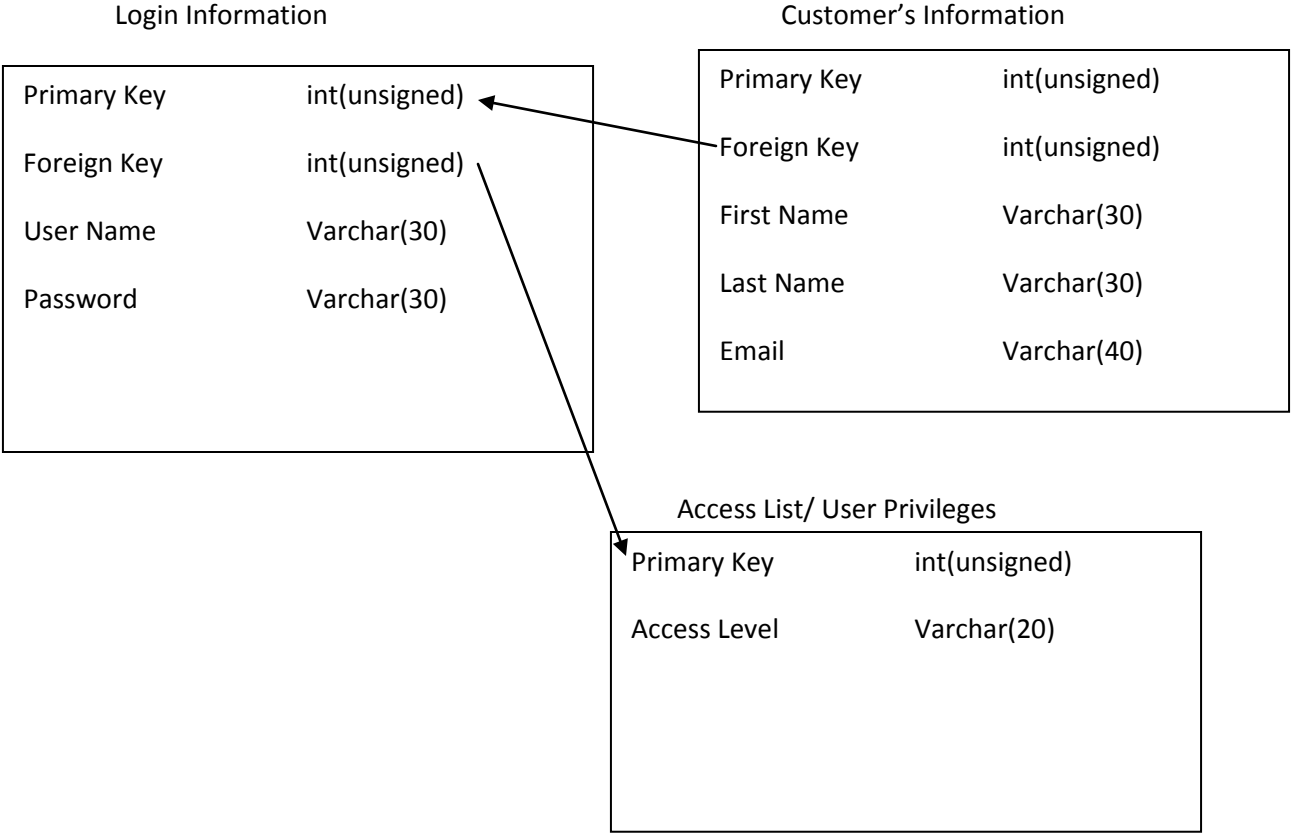 Login Information
Primary Key int(unsigned)
Foreign Key int(unsigned)
User Name Varchar(30)
Password Varchar(30)
Customer’s Information
Primary Key int(unsigned)
Foreign Key int(unsigned)
First Name Varchar(30)
Last Name Varchar(30)
Email Varchar(40)
Access List/ User Privileges
Primary Key int(unsigned)
Access Level Varchar(20)